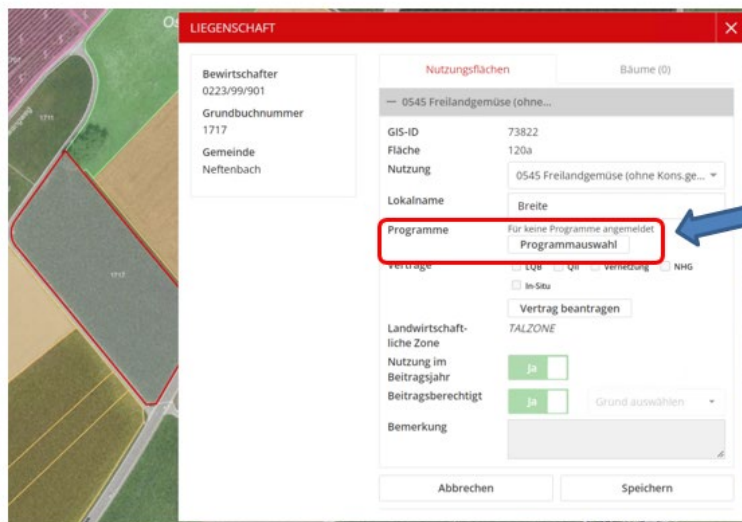 Os
LIEGENSCHAFT
Bewirtschafter
0223/99/901
Grundbuchnummer
1717
Gemeinde
Neftenbach
Nutzungsflächen
Bäume (0)
0545 Freilandgemüse (ohne...
GIS-ID 73822
Fläche 120a
Nutzung 0545 Freilandgemüse (ohne Kons.ge...
Lokalname Breite
Programme Für keine Programme angemeldet
Programmauswahl
Verträge LQB QII Vernetzung NHG
In-Situ
Vertrag beantragen
Landwirtschaft-
liche Zone TALZONE
Nutzung im
Beitragsjahr Ja
Beitragsberechtigt Ja Grund auswählen
Bemerkung
Abbrechen Speichern
1711
1717